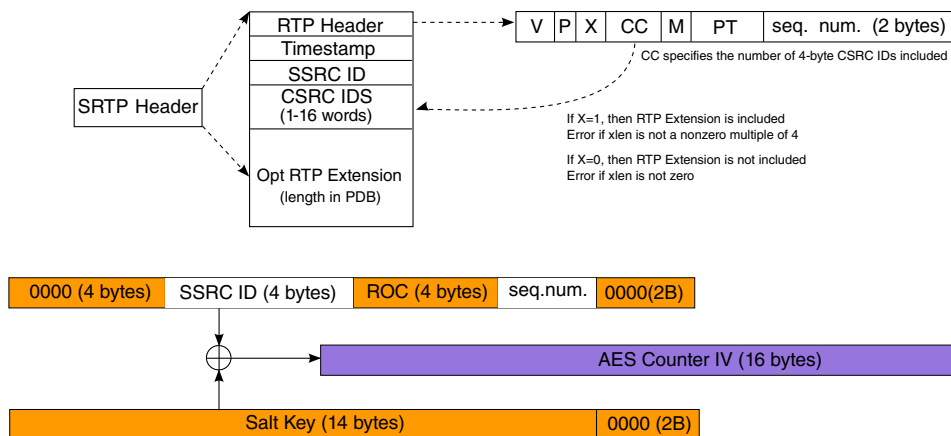 RTP Header
V P X CC M PT seq. num. (2 bytes)
Timestamp
CC specifies the number of 4-byte CSRC IDs included
SSRC ID
SRTP Header
CSRC IDS
(1-16 words)
If X=1, then RTP Extension is included
Error if xlen is not a nonzero multiple of 4
If X=0, then RTP Extension is not included
Error if xlen is not zero
Opt RTP Extension
(length in PDB)
0000 (4 bytes) SSRC ID (4 bytes) ROC (4 bytes) seq.num. 0000(2B)
AES Counter IV (16 bytes)
Salt Key (14 bytes) 0000 (2B)